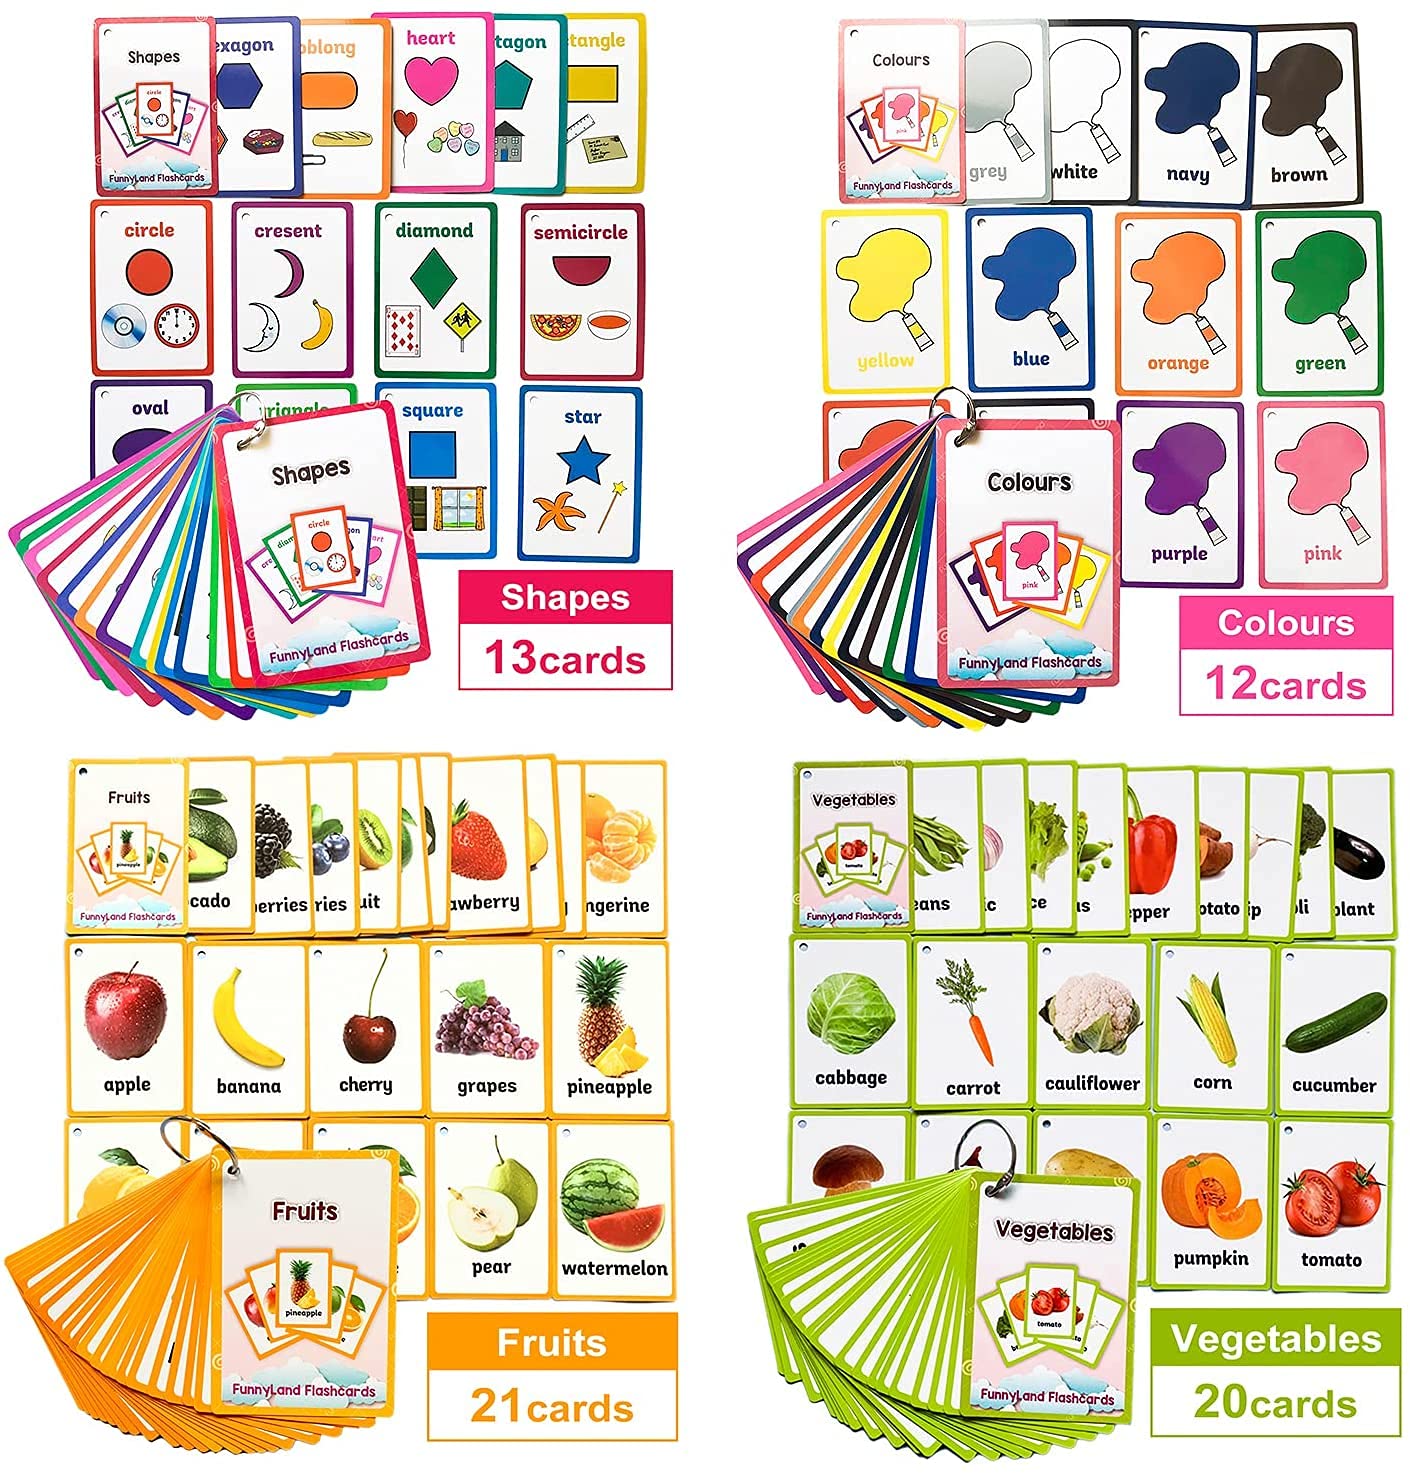 Shapes
FunnyLand Flashcards
circle
exagon
oblong
heart
tagon
tangle
circle
cresent
diamond
semicircle
oval
triangle
square
star
Shapes
circle
FunnyLand Flashcards
Shapes
13cards
Colours
pink
FunnyLand Flashcards
grey
white
navy
brown
yellow
blue
orange
green
purple
pink
Colours
pink
FunnyLand Flashcards
Colours
12cards
Fruits
pineapple
FunnyLand Flashcards
cado
erries
ries
uit
awberry
ngerine
apple
banana
cherry
grapes
pineapple
pear
watermelon
Fruits
pineapple
FunnyLand Flashcards
Fruits
21cards
Vegetables
tomato
FunnyLand Flashcards
eans
ic
ce
as
epper
otato
ip
li
plant
cabbage
carrot
cauliflower
corn
cucumber
pumpkin
tomato
Vegetables
tomato
FunnyLand Flashcards
Vegetables
20cards